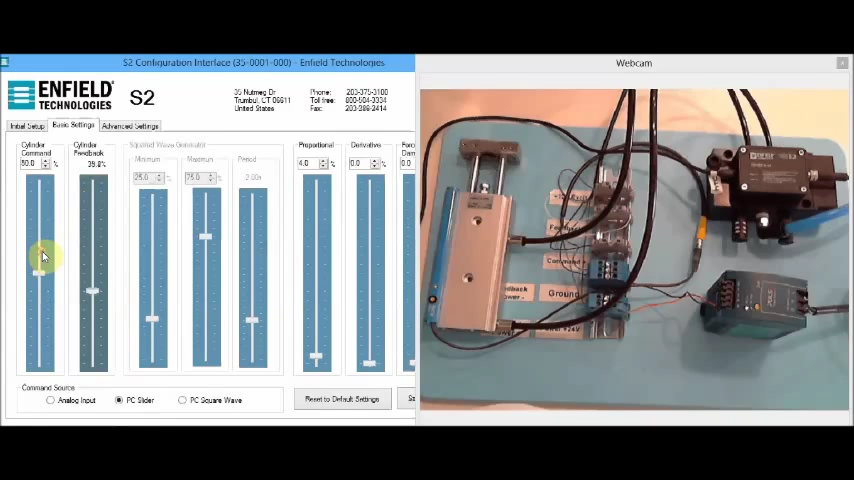 S2 Configuration Interface (35-0001-000) - Enfield Technologies
Webcam
ENFIELD
TECHNOLOGIES
S2
35 Nutmeg Dr
Trumbul, CT 06611
United States
Phone: 203-375-3100
Toll free: 800-504-3334
Fax: 203-286-2414
Initial Setup
Basic Settings
Advanced Settings
Cylinder
Command
50.0 %
Cylinder
Feedback
39.8%
Squared Wave Generator
Minimum
25.0 %
Maximum
75.0 %
Period
2.00s
Proportional
4.0 %
Derivative
0.0 %
0.0
Command Source
Analog Input
PC Slider
PC Square Wave
Reset to Default Settings
Command
Ground